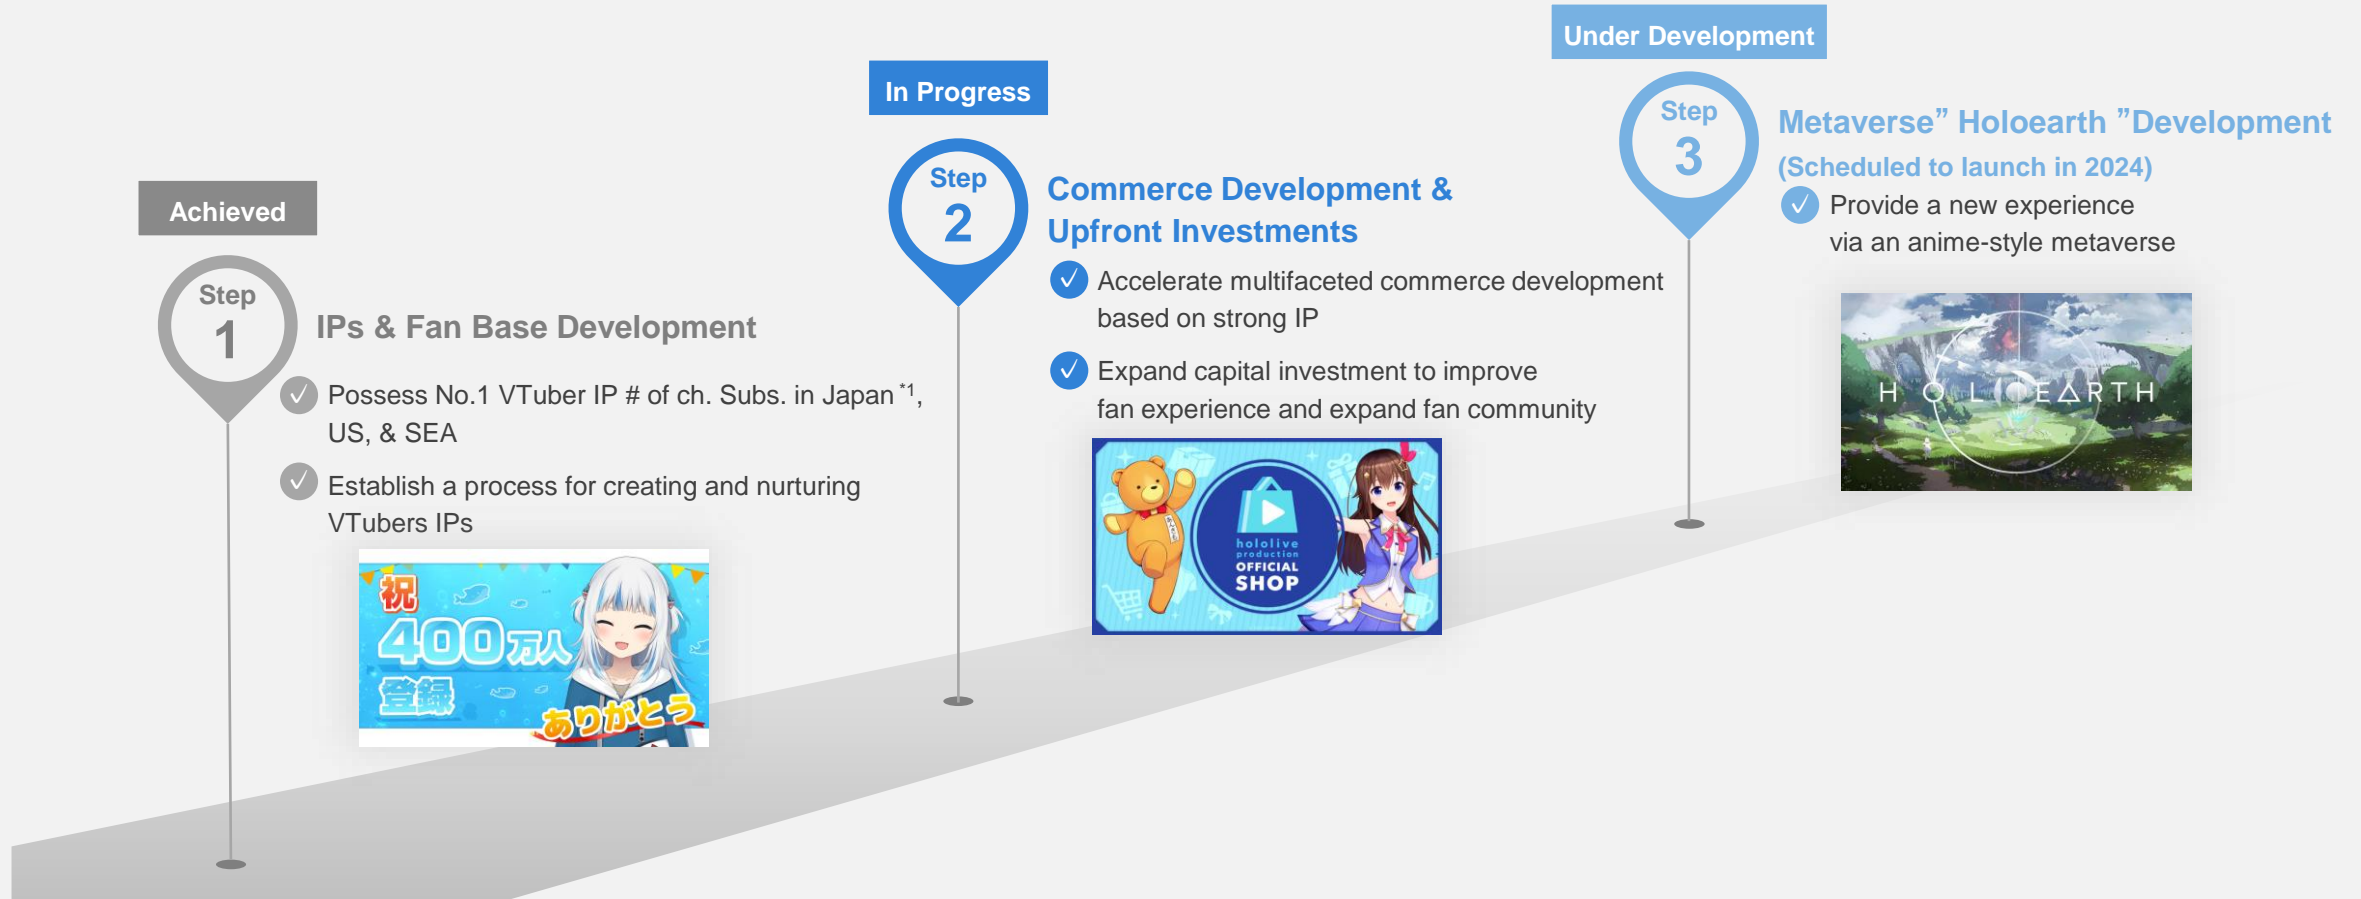 Achieved
Step
1
IPs & Fan Base Development
Possess No.1 VTuber IP # of ch. Subs. in Japan *1,
US, & SEA
Establish a process for creating and nurturing
VTubers IPs
祝
400万人
登録
ありがとう
In Progress
Step
2
Commerce Development &
Upfront Investments
Accelerate multifaceted commerce development
based on strong IP
Expand capital investment to improve
fan experience and expand fan community
hololive
production
OFFICIAL
SHOP
Under Development
Step
3
Metaverse” Holoearth ”Development
(Scheduled to launch in 2024)
Provide a new experience
via an anime-style metaverse
HOLOEARTH